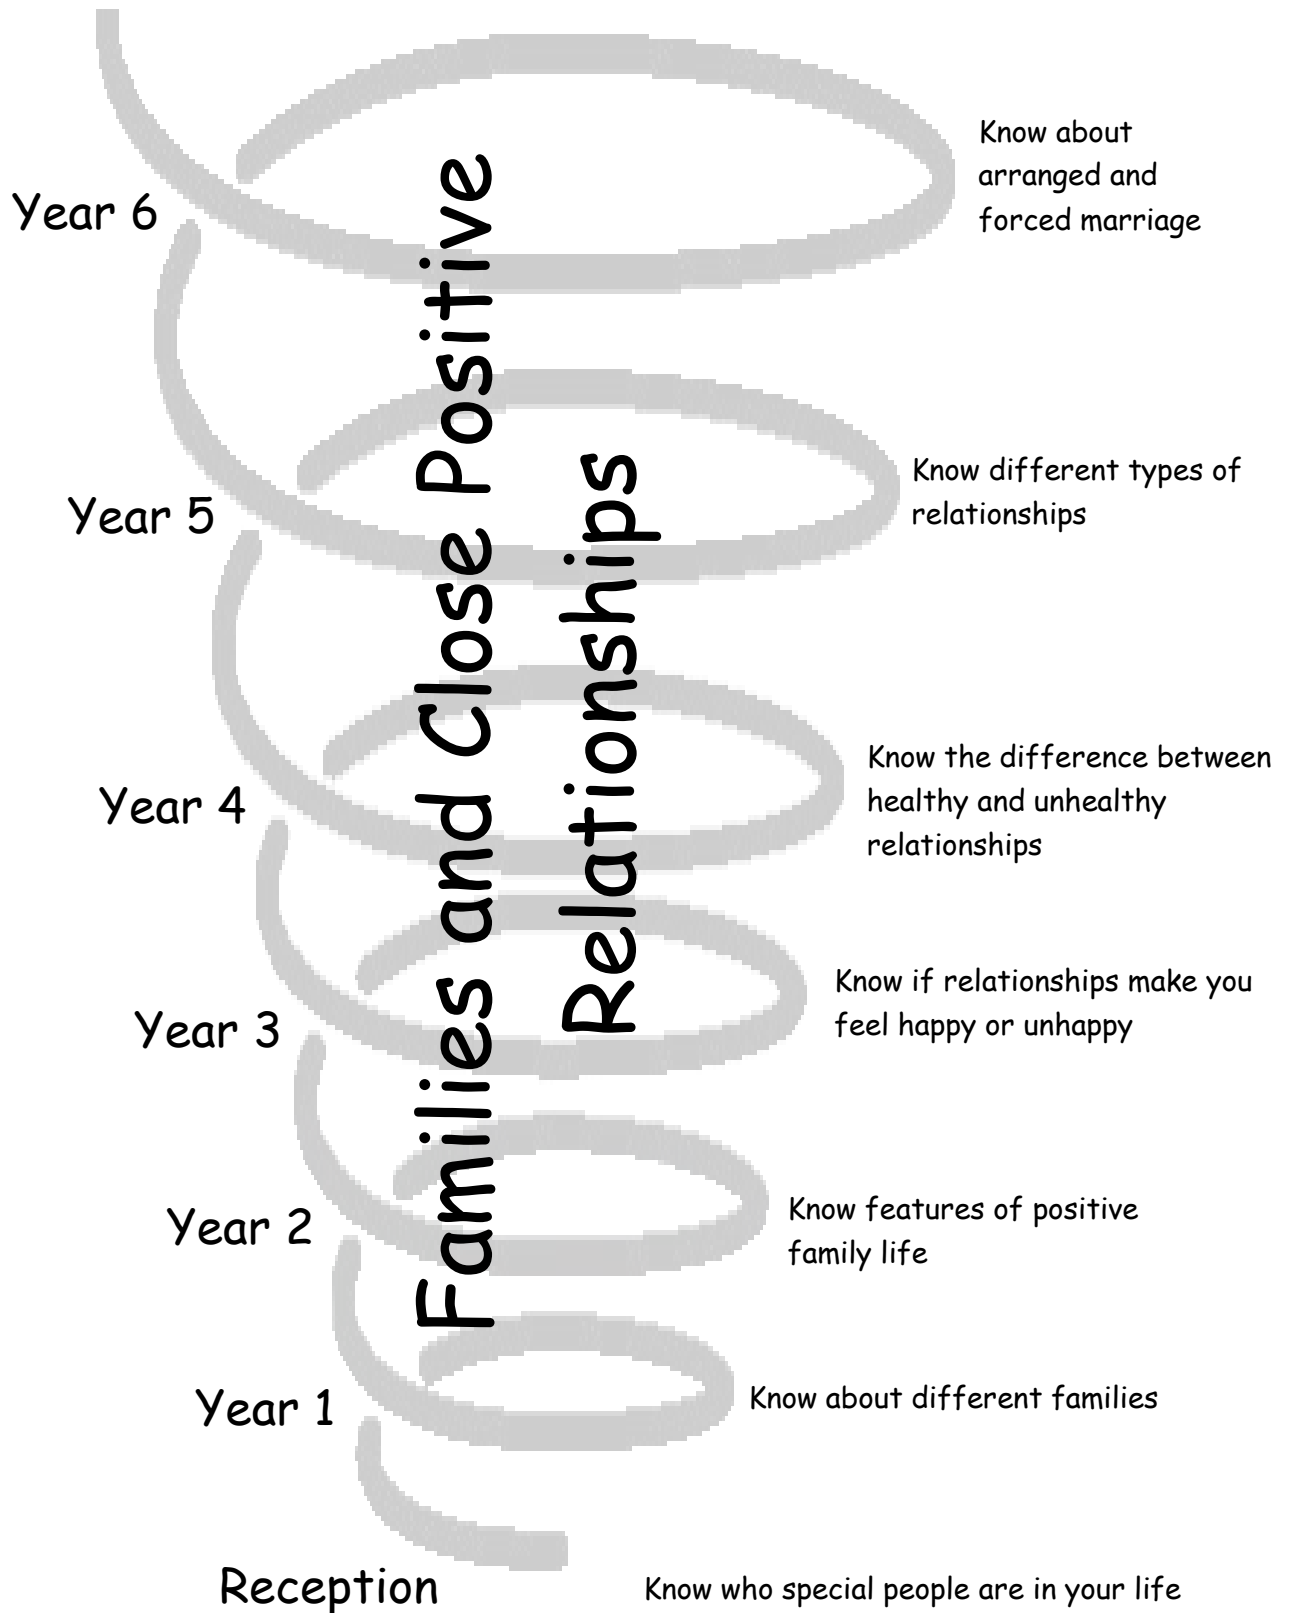 Families and Close Positive
Relationships
Year 6
Know about
arranged and
forced marriage
Year 5
Know different types of
relationships
Year 4
Know the difference between
healthy and unhealthy
relationships
Year 3
Know if relationships make you
feel happy or unhappy
Year 2
Know features of positive
family life
Year 1
Know about different families
Reception
Know who special people are in your life